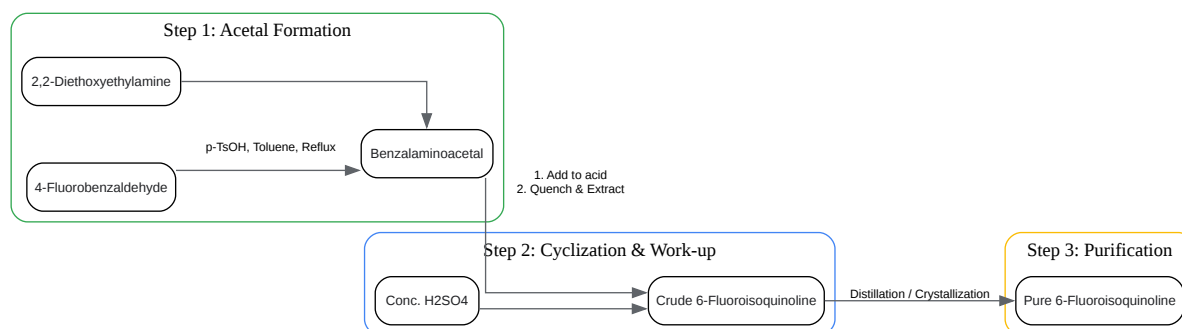 Step 1: Acetal Formation
2,2-Diethoxyethylamine
p-TsOH, Toluene, Reflux
Benzalaminoacetal
4-Fluorobenzaldehyde
1. Add to acid
2. Quench & Extract
Step 2: Cyclization & Work-up
Step 3: Purification
Conc. H2SO4
Crude 6-Fluoroisoquinoline
Distillation / Crystallization
Pure 6-Fluoroisoquinoline